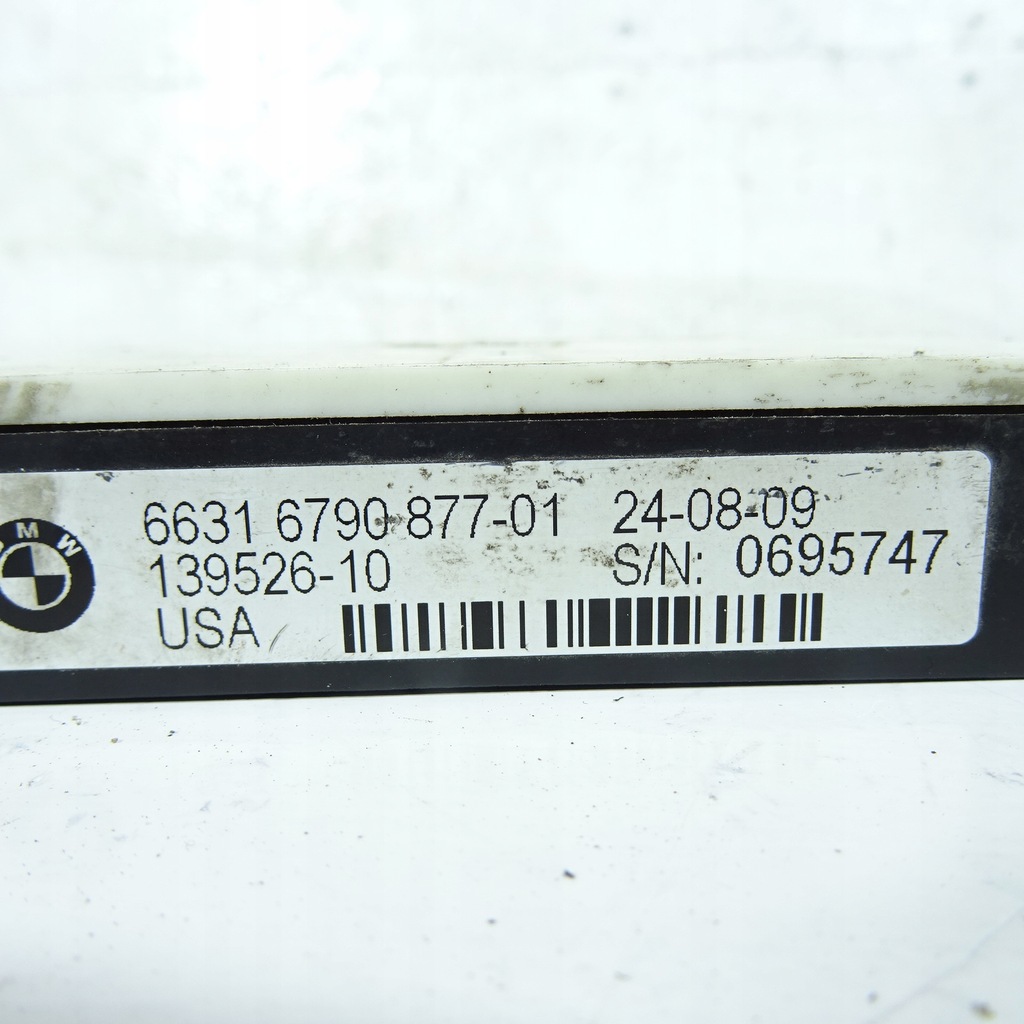 BMW
6631 6790 877-01 24-08-09
139526-10 S/N: 0695747
USA